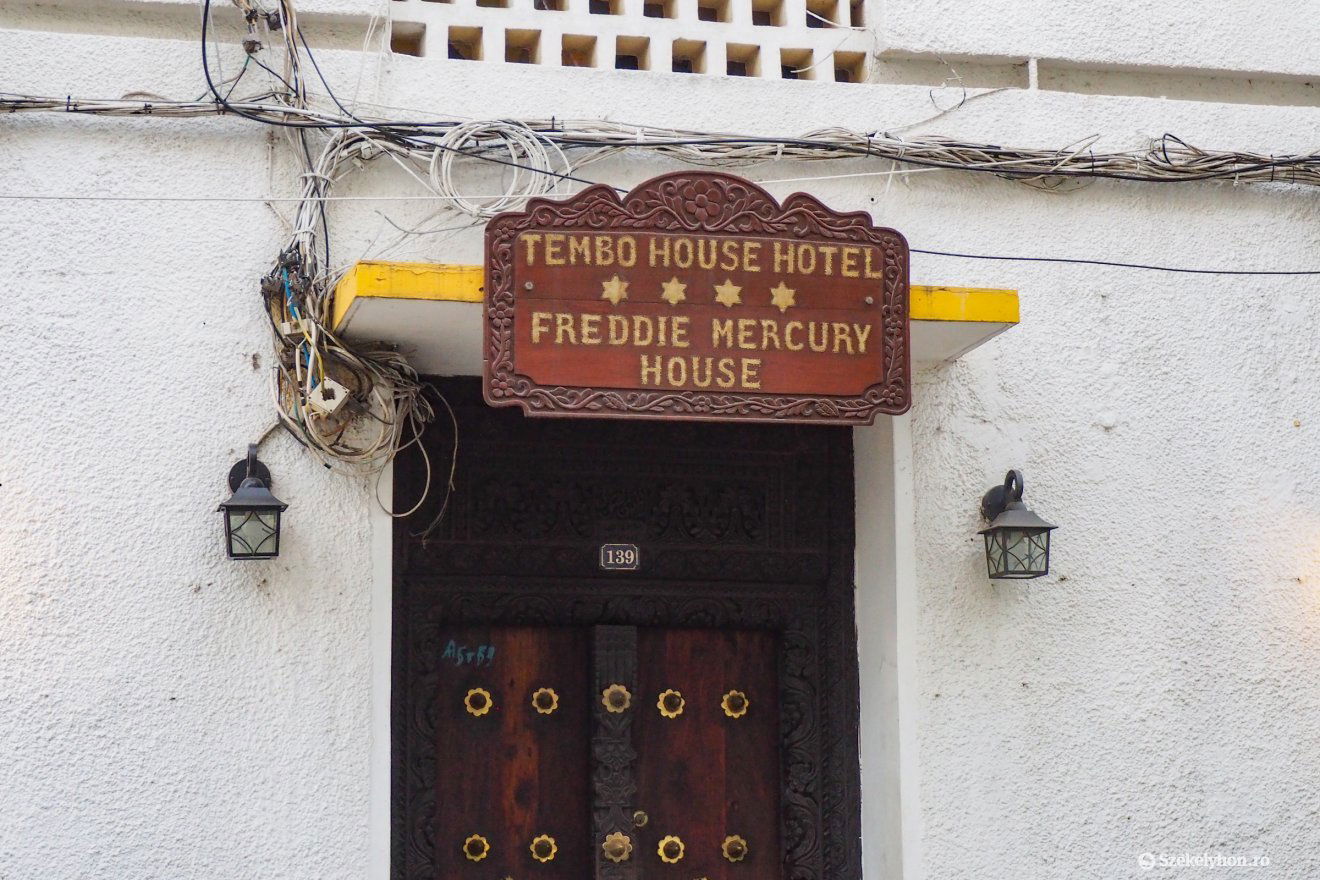 TEMBO HOUSE HOTEL
FREDDIE MERCURY
HOUSE
139
Székelyhon.ro